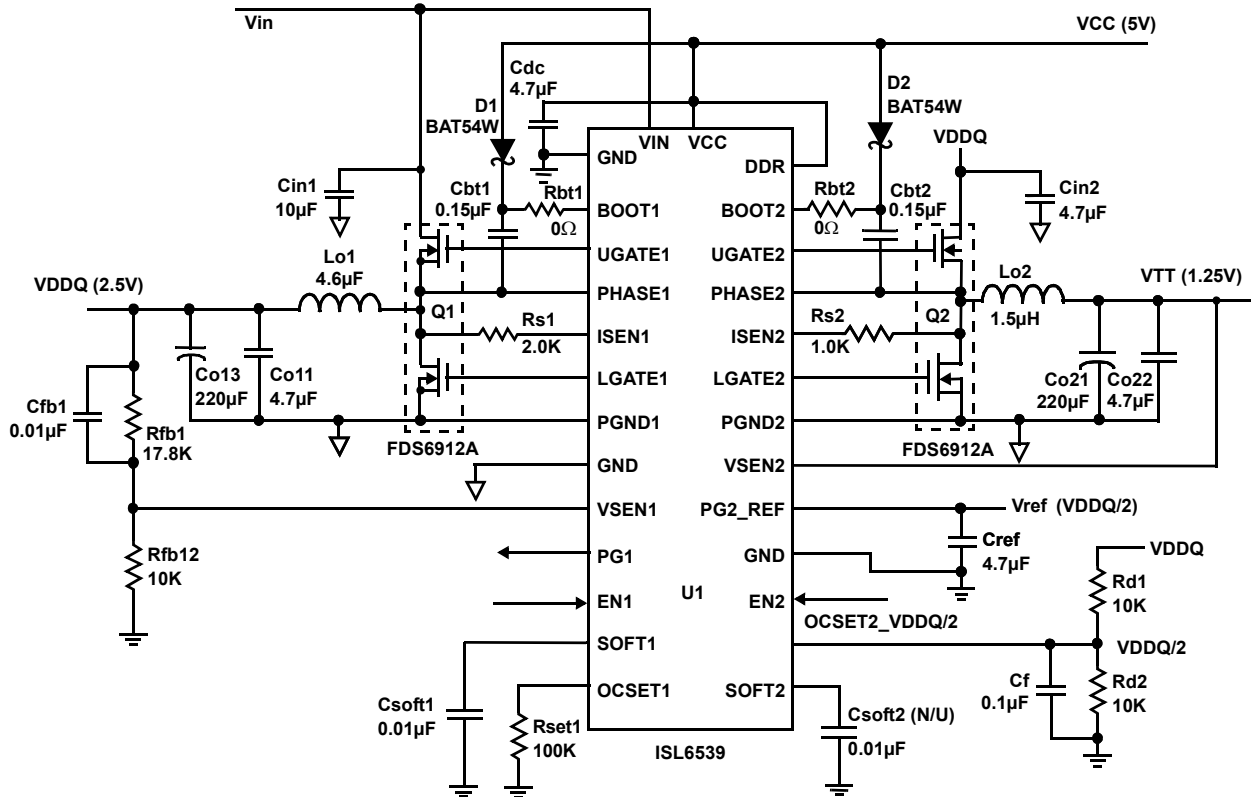 Vin
VCC (5V)
Cdc
4.7µF
D1
BAT54W
D2
BAT54W
VDDQ
VIN
VCC
GND
DDR
Cin1
10µF
Cbt1
0.15µF
Rbt1
0Ω
BOOT1
BOOT2
Rbt2
0Ω
Cbt2
0.15µF
Cin2
4.7µF
UGATE1
UGATE2
Lo1
4.6µF
VDDQ (2.5V)
PHASE1
PHASE2
Lo2
1.5µH
VTT (1.25V)
Q1
Rs1
2.0K
ISEN1
ISEN2
Rs2
1.0K
Q2
Co13
220µF
Co11
4.7µF
LGATE1
LGATE2
Co21
220µF
Co22
4.7µF
Cfb1
0.01µF
Rfb1
17.8K
PGND1
PGND2
FDS6912A
FDS6912A
GND
VSEN2
VSEN1
PG2_REF
Vref (VDDQ/2)
Rfb12
10K
PG1
GND
Cref
4.7µF
VDDQ
U1
EN1
EN2
Rd1
10K
OCSET2_VDDQ/2
SOFT1
VDDQ/2
OCSET1
SOFT2
Cf
0.1µF
Rd2
10K
Csoft1
0.01µF
Rset1
100K
Csoft2 (N/U)
0.01µF
ISL6539